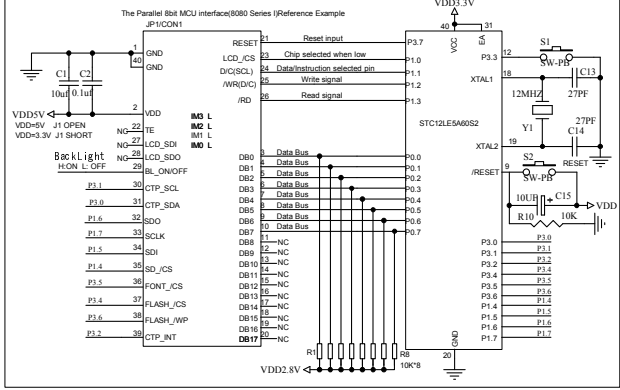 The Parallel 8bit MCU interface(8080 Series I)Reference Example
JP1/CON1
VDD3.3V
1 GND
40 GND
C1 C2
10uf 0.1uf
VDD5V
VDD=5V J1 OPEN
VDD=3.3V J1 SHORT
2 VDD
NC 22 TE
NC 27 LCD_SDI
NC 28 LCD_SDO
BackLight
H:ON L: OFF
29 BL_ON/OFF
P3.1 30 CTP_SCL
P3.0 31 CTP_SDA
P1.6 32 SDO
P1.7 33 SCLK
P1.5 34 SDI
P1.4 35 SD_/CS
P3.5 36 FONT_/CS
P3.4 37 FLASH_/CS
P3.6 38 FLASH_/WP
P3.2 39 CTP_INT
IM3 L
IM2 L
IM1 L
IM0 L
RESET 21 Reset input P3.7
LCD_/CS 23 Chip selected when low P1.0
D/C(SCL) 24 Data/Instruction selected pin P1.1
/WR(D/C) 25 Write signal P1.2
/RD 26 Read signal P1.3
DB0 3 Data Bus P0.0
DB1 4 Data Bus P0.1
DB2 5 Data Bus P0.2
DB3 6 Data Bus P0.3
DB4 7 Data Bus P0.4
DB5 8 Data Bus P0.5
DB6 9 Data Bus P0.6
DB7 10 Data Bus P0.7
DB8 11 NC
DB9 12 NC
DB10 13 NC
DB11 14 NC
DB12 15 NC
DB13 16 NC
DB14 17 NC
DB15 18 NC
DB16 19 NC
DB17 20 NC
R1 R8
10K*8
VDD2.8V
40 31
VCC EA
STC12LE5A60S2
P3.3 12
S1
SW-PB
XTAL1 18
C13
27PF
12MHZ
Y1
27PF
C14
XTAL2 19
RESET
S2
/RESET 9
SW-PB
10UF + C15
VDD
R10 10K
P3.0 P3.0
P3.1 P3.1
P3.2 P3.2
P3.4 P3.4
P3.5 P3.5
P3.6 P3.6
P1.4 P1.4
P1.5 P1.5
P1.6 P1.6
P1.7 P1.7
GND
20